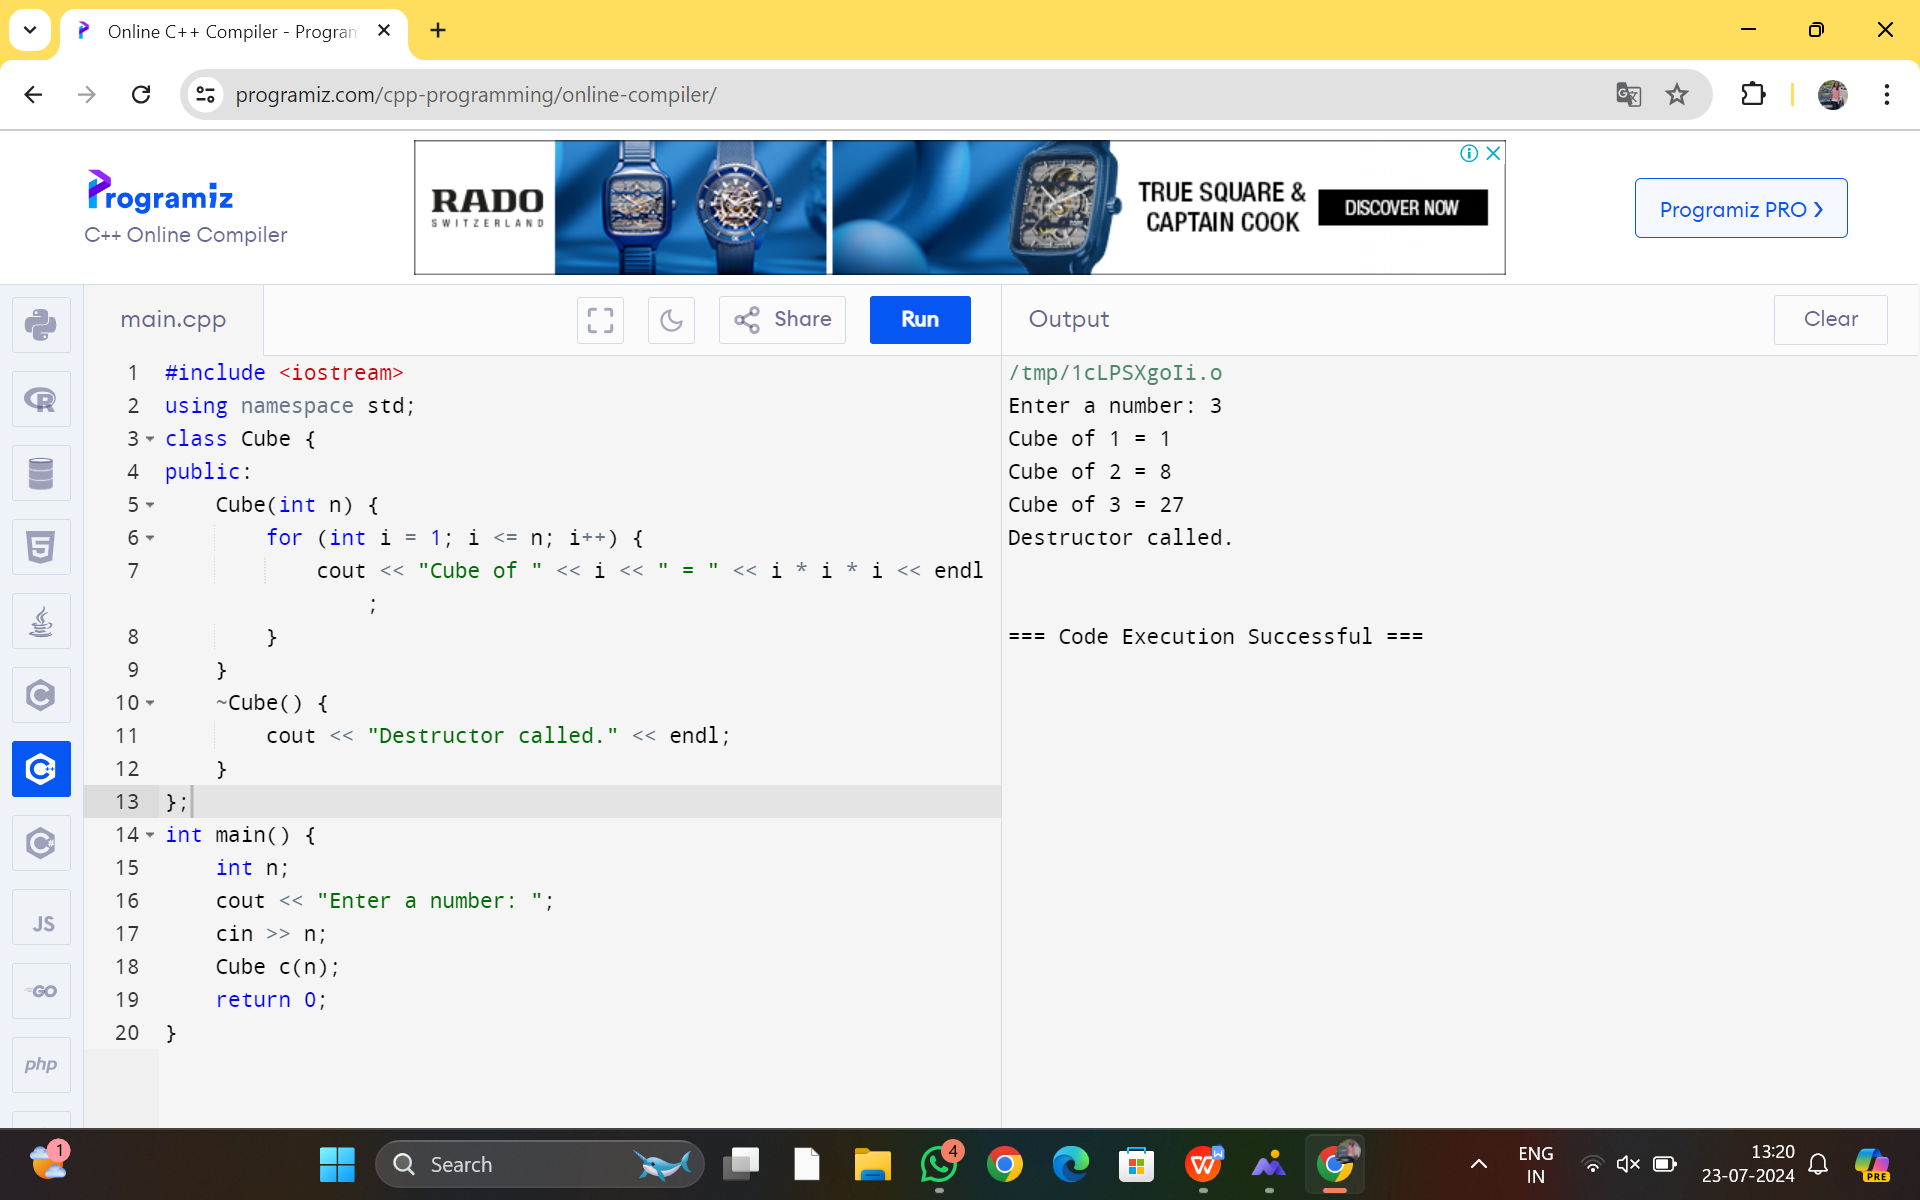 Online C++ Compiler - Program
programiz.com/cpp-programming/online-compiler/
Programiz
C++ Online Compiler
RADO
SWITZERLAND
TRUE SQUARE &
CAPTAIN COOK
DISCOVER NOW
Programiz PRO ›
main.cpp
Share
Run
Output
Clear
1 #include <iostream>
2 using namespace std;
3 class Cube {
4 public:
5     Cube(int n) {
6         for (int i = 1; i <= n; i++) {
7             cout << "Cube of " << i << " = " << i * i * i << endl
                ;
8         }
9     }
10     ~Cube() {
11         cout << "Destructor called." << endl;
12     }
13 };
14 int main() {
15     int n;
16     cout << "Enter a number: ";
17     cin >> n;
18     Cube c(n);
19     return 0;
20 }
/tmp/1cLPSXgoIi.o
Enter a number: 3
Cube of 1 = 1
Cube of 2 = 8
Cube of 3 = 27
Destructor called.
=== Code Execution Successful ===
JS
GO
php
1
Search
4
W
ENG
IN
13:20
23-07-2024
PRE